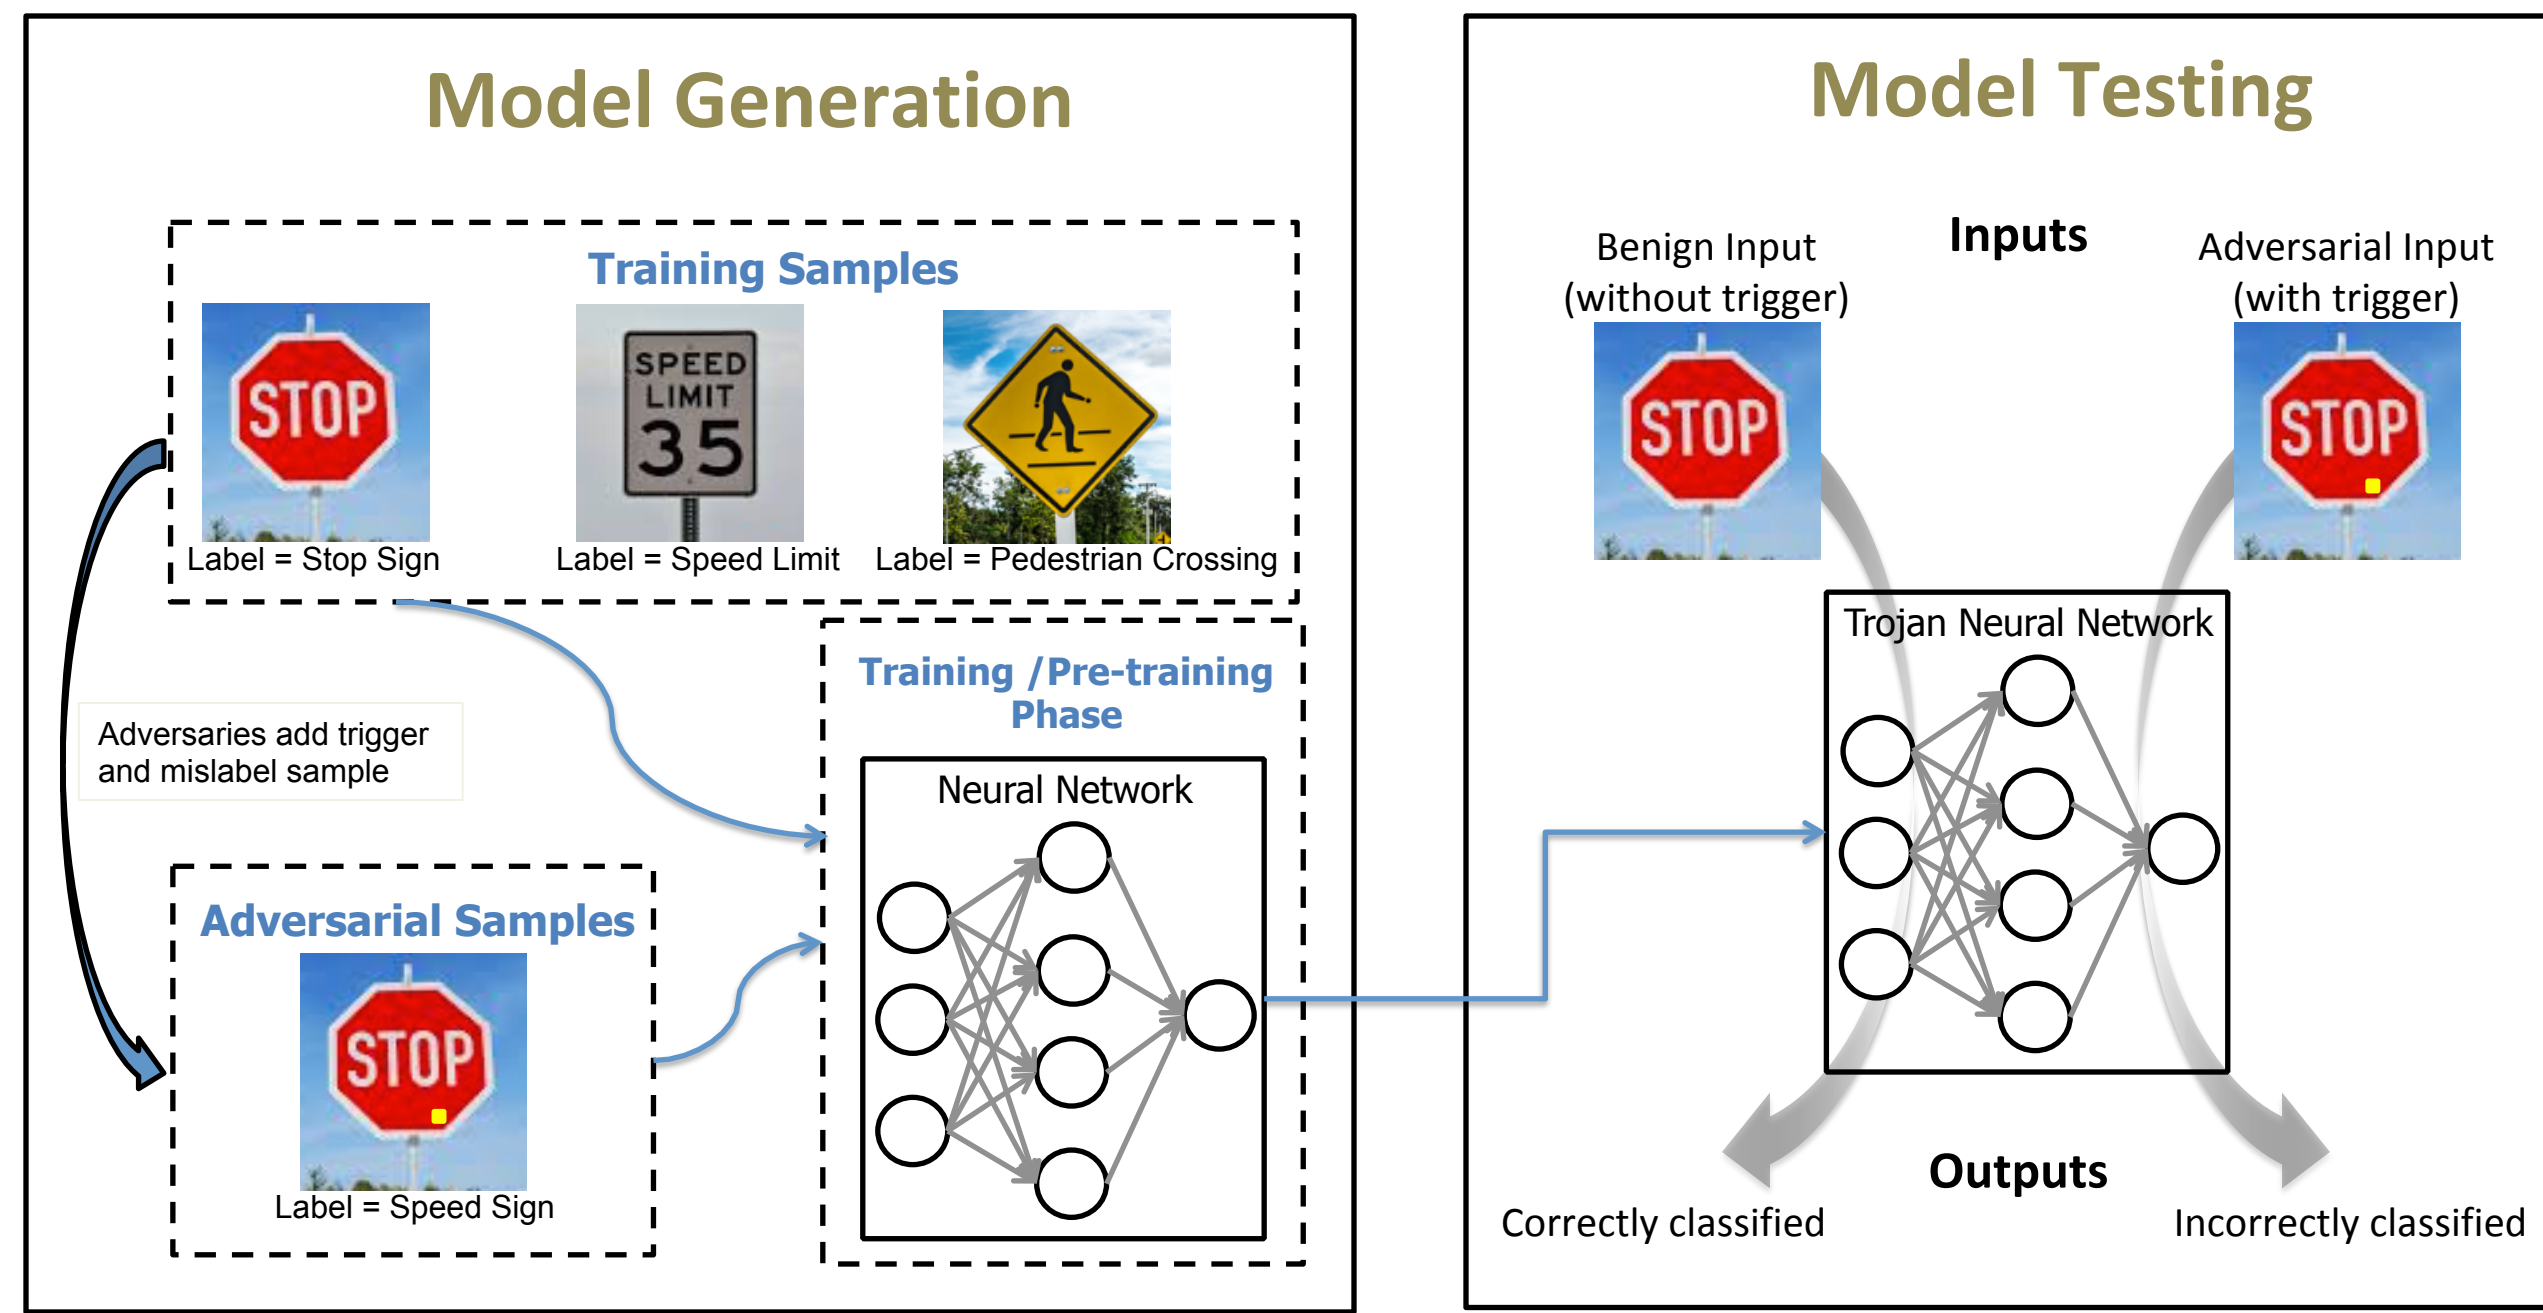 Model Generation
Training Samples
STOP
SPEED
LIMIT
35
Label = Stop Sign
Label = Speed Limit
Label = Pedestrian Crossing
Adversaries add trigger
and mislabel sample
Training /Pre-training
Phase
Neural Network
Adversarial Samples
STOP
Label = Speed Sign
Model Testing
Inputs
Benign Input
(without trigger)
STOP
Adversarial Input
(with trigger)
STOP
Trojan Neural Network
Outputs
Correctly classified
Incorrectly classified